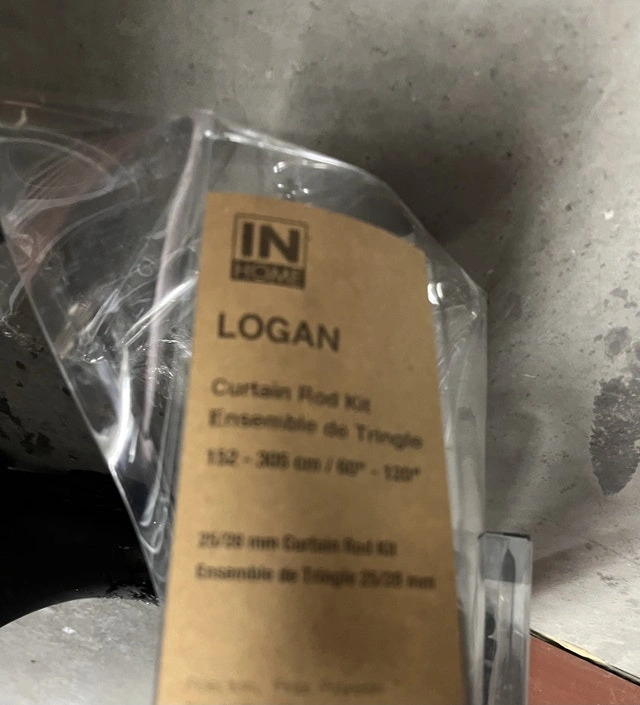 IN
HOME
LOGAN
Curtain Rod Kit
Ensemble de Tringle
152 - 305 cm / 60" - 120"
25/28 mm Curtain Rod Kit
Ensemble de Tringle 25/28 mm